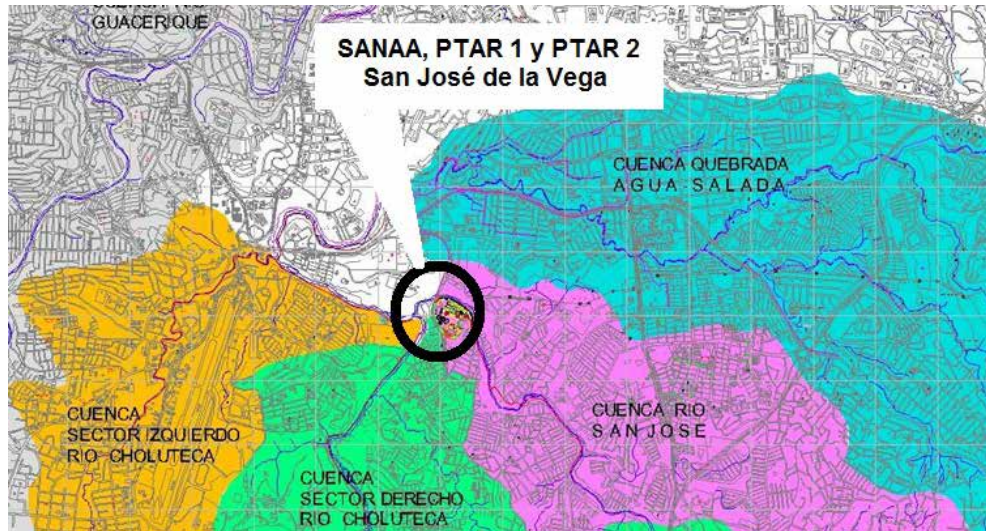 GUACERIQUE
SANAA, PTAR 1 y PTAR 2
San José de la Vega
CUENCA QUEBRADA
AGUA SALADA
CUENCA
SECTOR IZQUIERDO
RIO CHOLUTECA
CUENCA RIO
SAN JOSE
CUENCA
SECTOR DERECHO
RIO CHOLUTECA